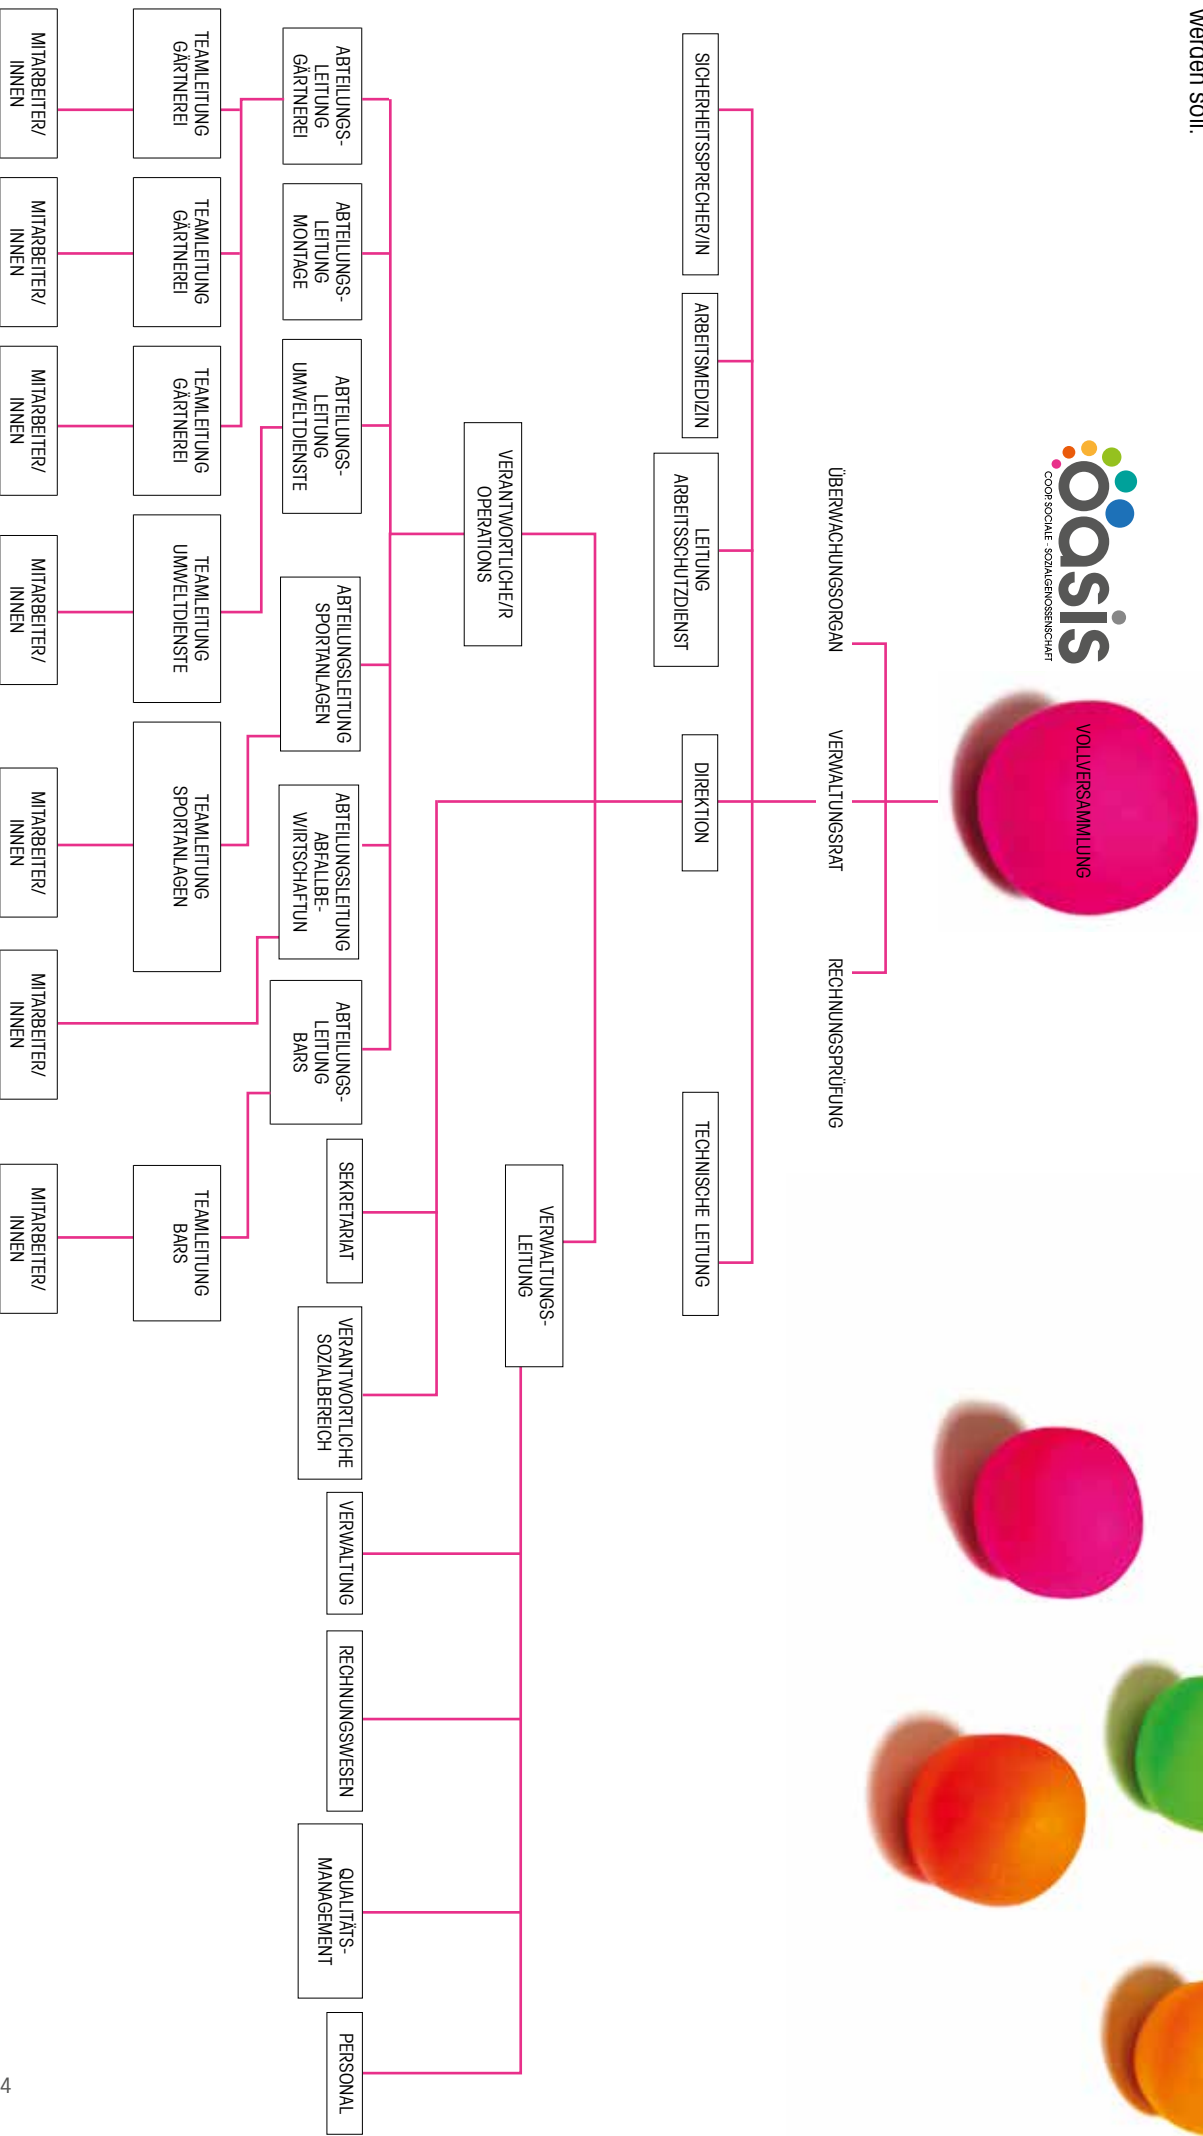 werden soll.
oasis
COOP. SOCIALE - SOZIALGENOSSENSCHAFT
VOLLVERSAMMLUNG
ÜBERWACHUNGSORGAN
VERWALTUNGSRAT
RECHNUNGSPRÜFUNG
SICHERHEITSSPRECHER/IN
ARBEITSMEDIZIN
LEITUNG
ARBEITSSCHUTZDIENST
DIREKTION
TECHNISCHE LEITUNG
VERANTWORTLICHE/R
OPERATIONS
VERWALTUNGS-
LEITUNG
ABTEILUNGS-
LEITUNG
GÄRTNEREI
ABTEILUNGS-
LEITUNG
MONTAGE
ABTEILUNGS-
LEITUNG
UMWELTDIENSTE
ABTEILUNGSLEITUNG
SPORTANLAGEN
ABTEILUNGSLEITUNG
ABFALLBE-
WIRTSCHAFTUN
ABTEILUNGS-
LEITUNG
BARS
SEKRETARIAT
VERANTWORTLICHE
SOZIALBEREICH
VERWALTUNG
RECHNUNGSWESEN
QUALITÄTS-
MANAGEMENT
PERSONAL
TEAMLEITUNG
GÄRTNEREI
TEAMLEITUNG
GÄRTNEREI
TEAMLEITUNG
GÄRTNEREI
TEAMLEITUNG
UMWELTDIENSTE
TEAMLEITUNG
SPORTANLAGEN
TEAMLEITUNG
BARS
MITARBEITER/
INNEN
MITARBEITER/
INNEN
MITARBEITER/
INNEN
MITARBEITER/
INNEN
MITARBEITER/
INNEN
MITARBEITER/
INNEN
MITARBEITER/
INNEN
4